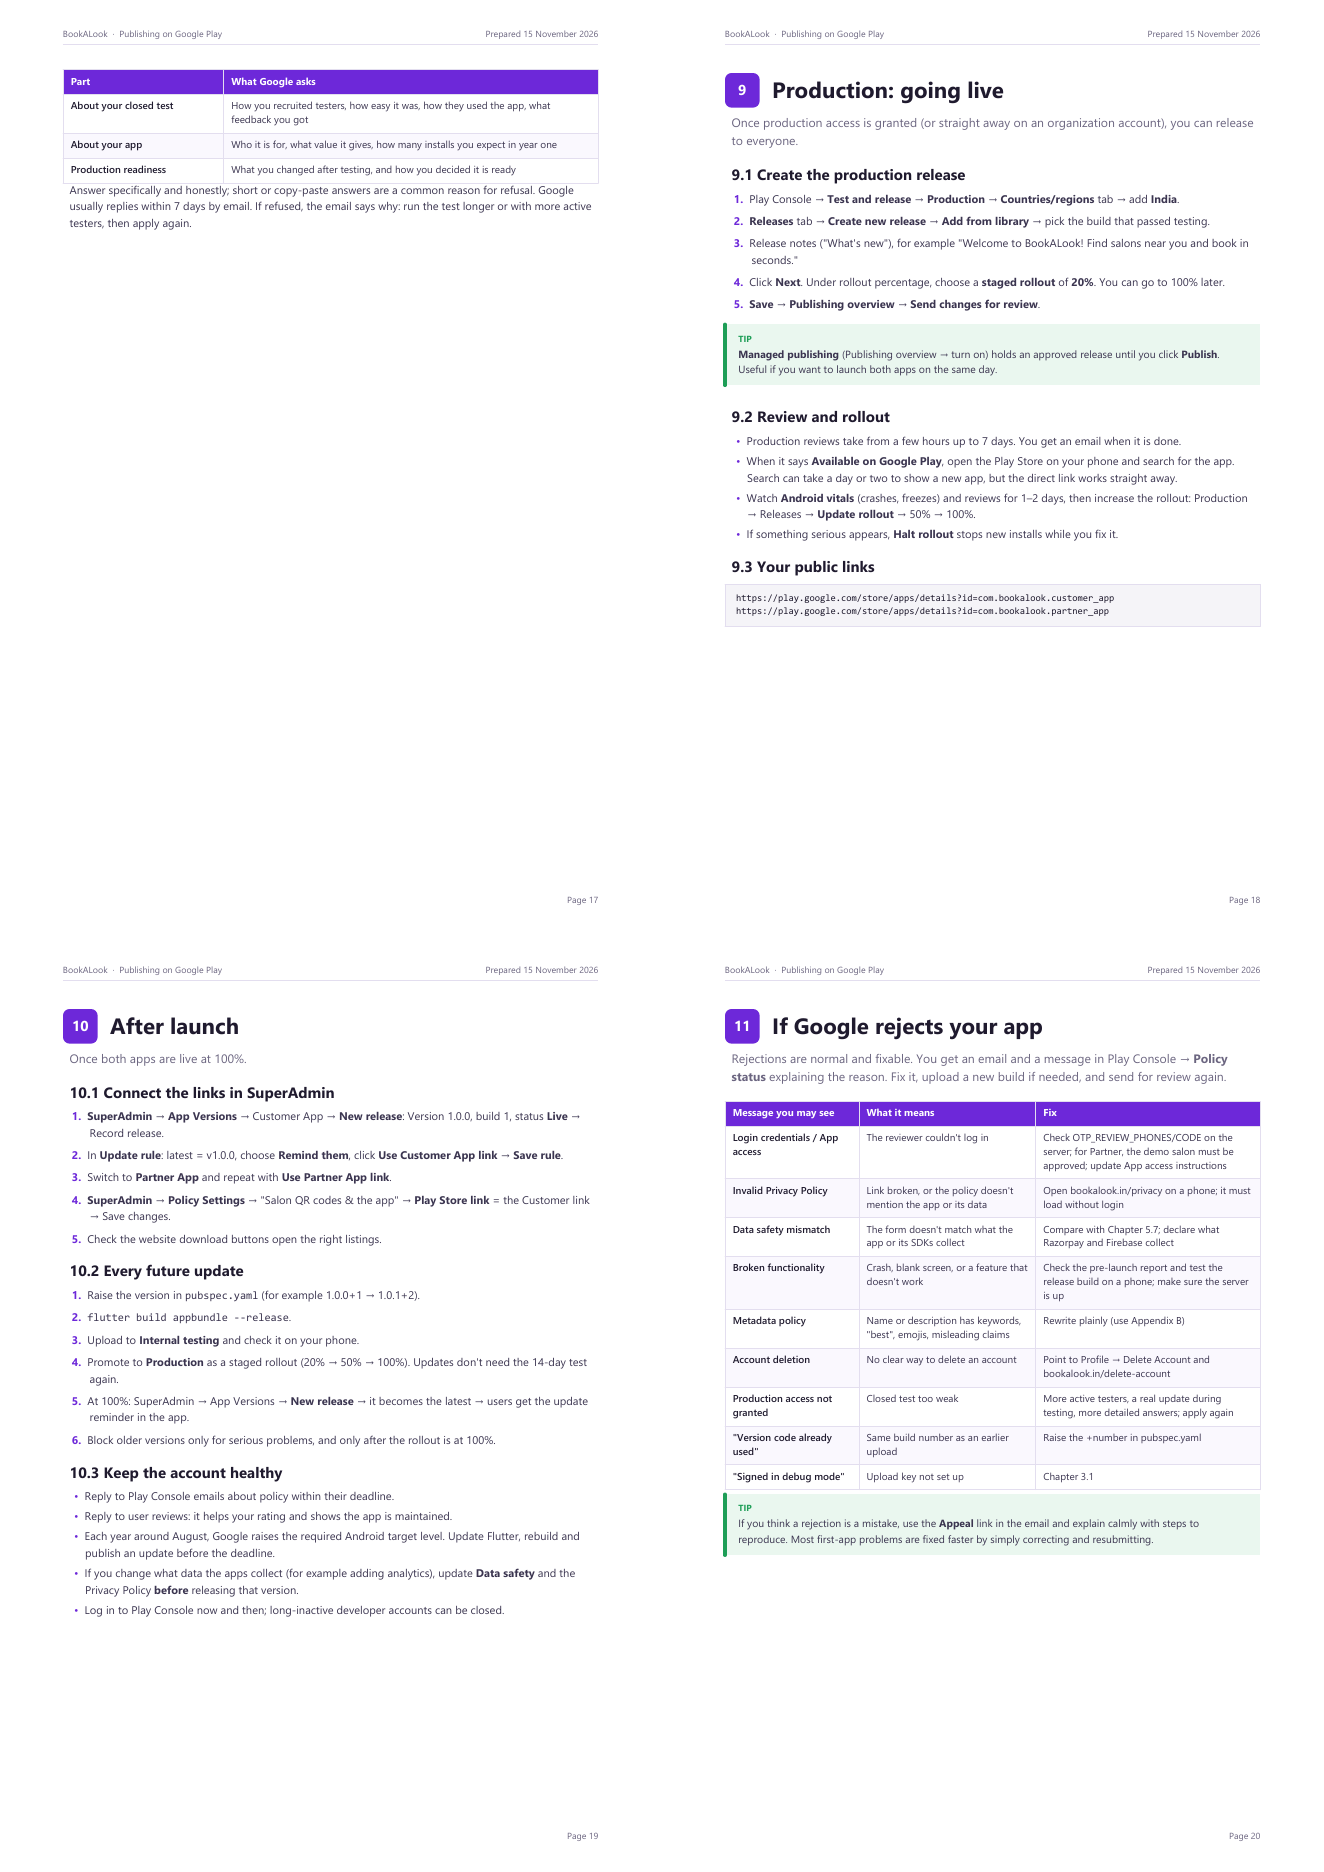 BookALook · Publishing on Google Play Prepared 15 November 2026
Part What Google asks
About your closed test How you recruited testers, how easy it was, how they used the app, what
feedback you got
About your app Who it is for, what value it gives, how many installs you expect in year one
Production readiness What you changed after testing, and how you decided it is ready
Answer specifically and honestly; short or copy-paste answers are a common reason for refusal. Google
usually replies within 7 days by email. If refused, the email says why: run the test longer or with more active
testers, then apply again.
Page 17
BookALook · Publishing on Google Play Prepared 15 November 2026
9 Production: going live
Once production access is granted (or straight away on an organization account), you can release
to everyone.
9.1 Create the production release
1. Play Console → Test and release → Production → Countries/regions tab → add India.
2. Releases tab → Create new release → Add from library → pick the build that passed testing.
3. Release notes ("What's new"), for example "Welcome to BookALook! Find salons near you and book in
seconds."
4. Click Next. Under rollout percentage, choose a staged rollout of 20%. You can go to 100% later.
5. Save → Publishing overview → Send changes for review.
TIP
Managed publishing (Publishing overview → turn on) holds an approved release until you click Publish.
Useful if you want to launch both apps on the same day.
9.2 Review and rollout
• Production reviews take from a few hours up to 7 days. You get an email when it is done.
• When it says Available on Google Play, open the Play Store on your phone and search for the app.
Search can take a day or two to show a new app, but the direct link works straight away.
• Watch Android vitals (crashes, freezes) and reviews for 1–2 days, then increase the rollout: Production
→ Releases → Update rollout → 50% → 100%.
• If something serious appears, Halt rollout stops new installs while you fix it.
9.3 Your public links
https://play.google.com/store/apps/details?id=com.bookalook.customer_app
https://play.google.com/store/apps/details?id=com.bookalook.partner_app
Page 18
BookALook · Publishing on Google Play Prepared 15 November 2026
10 After launch
Once both apps are live at 100%.
10.1 Connect the links in SuperAdmin
1. SuperAdmin → App Versions → Customer App → New release: Version 1.0.0, build 1, status Live →
Record release.
2. In Update rule: latest = v1.0.0, choose Remind them, click Use Customer App link → Save rule.
3. Switch to Partner App and repeat with Use Partner App link.
4. SuperAdmin → Policy Settings → "Salon QR codes & the app" → Play Store link = the Customer link
→ Save changes.
5. Check the website download buttons open the right listings.
10.2 Every future update
1. Raise the version in pubspec.yaml (for example 1.0.0+1 → 1.0.1+2).
2. flutter build appbundle --release.
3. Upload to Internal testing and check it on your phone.
4. Promote to Production as a staged rollout (20% → 50% → 100%). Updates don't need the 14-day test
again.
5. At 100%: SuperAdmin → App Versions → New release → it becomes the latest → users get the update
reminder in the app.
6. Block older versions only for serious problems, and only after the rollout is at 100%.
10.3 Keep the account healthy
• Reply to Play Console emails about policy within their deadline.
• Reply to user reviews: it helps your rating and shows the app is maintained.
• Each year around August, Google raises the required Android target level. Update Flutter, rebuild and
publish an update before the deadline.
• If you change what data the apps collect (for example adding analytics), update Data safety and the
Privacy Policy before releasing that version.
• Log in to Play Console now and then; long-inactive developer accounts can be closed.
Page 19
BookALook · Publishing on Google Play Prepared 15 November 2026
11 If Google rejects your app
Rejections are normal and fixable. You get an email and a message in Play Console → Policy
status explaining the reason. Fix it, upload a new build if needed, and send for review again.
Message you may see What it means Fix
Login credentials / App The reviewer couldn't log in Check OTP_REVIEW_PHONES/CODE on the
access server; for Partner, the demo salon must be
approved; update App access instructions
Invalid Privacy Policy Link broken, or the policy doesn't Open bookalook.in/privacy on a phone; it must
mention the app or its data load without login
Data safety mismatch The form doesn't match what the Compare with Chapter 5.7; declare what
app or its SDKs collect Razorpay and Firebase collect
Broken functionality Crash, blank screen, or a feature that Check the pre-launch report and test the
doesn't work release build on a phone; make sure the server
is up
Metadata policy Name or description has keywords, Rewrite plainly (use Appendix B)
"best", emojis, misleading claims
Account deletion No clear way to delete an account Point to Profile → Delete Account and
bookalook.in/delete-account
Production access not Closed test too weak More active testers, a real update during
granted testing, more detailed answers; apply again
"Version code already Same build number as an earlier Raise the +number in pubspec.yaml
used" upload
"Signed in debug mode" Upload key not set up Chapter 3.1
TIP
If you think a rejection is a mistake, use the Appeal link in the email and explain calmly with steps to
reproduce. Most first-app problems are fixed faster by simply correcting and resubmitting.
Page 20